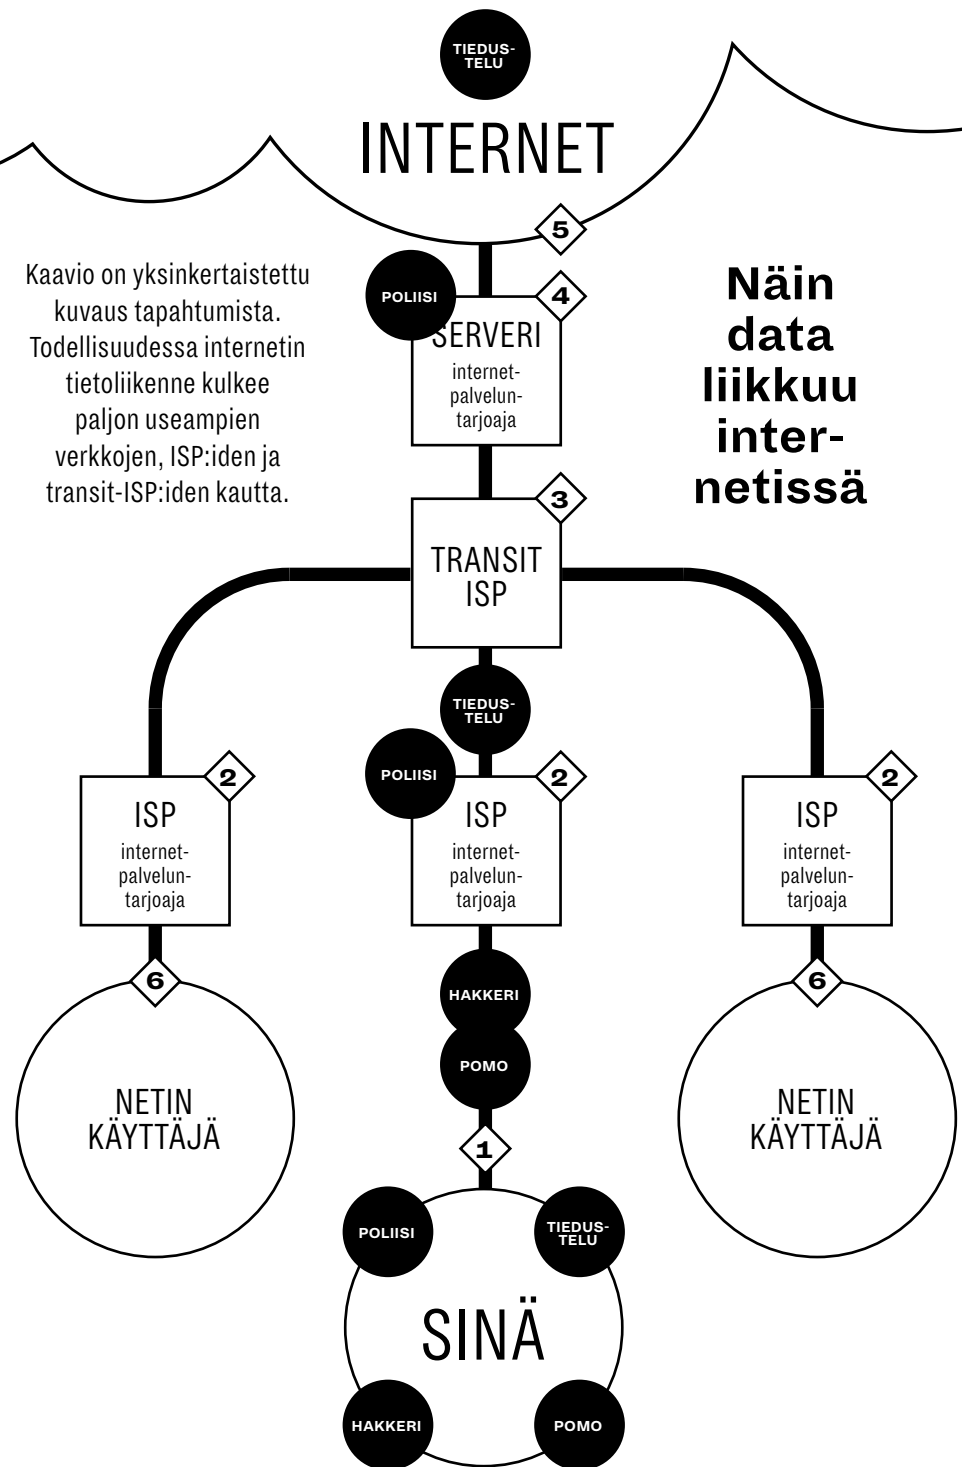 TIEDUS-
TELU
INTERNET
5
Kaavio on yksinkertaistettu
kuvaus tapahtumista.
Todellisuudessa internetin
tietoliikenne kulkee
paljon useampien
verkkojen, ISP:iden ja
transit-ISP:iden kautta.
POLIISI
4
SERVERI
internet-
palvelun-
tarjoaja
Näin
data
liikkuu
inter-
netissä
3
TRANSIT
ISP
TIEDUS-
TELU
POLIISI
2
ISP
internet-
palvelun-
tarjoaja
2
ISP
internet-
palvelun-
tarjoaja
2
ISP
internet-
palvelun-
tarjoaja
6
NETIN
KÄYTTÄJÄ
HAKKERI
POMO
1
6
NETIN
KÄYTTÄJÄ
POLIISI
TIEDUS-
TELU
SINÄ
HAKKERI
POMO